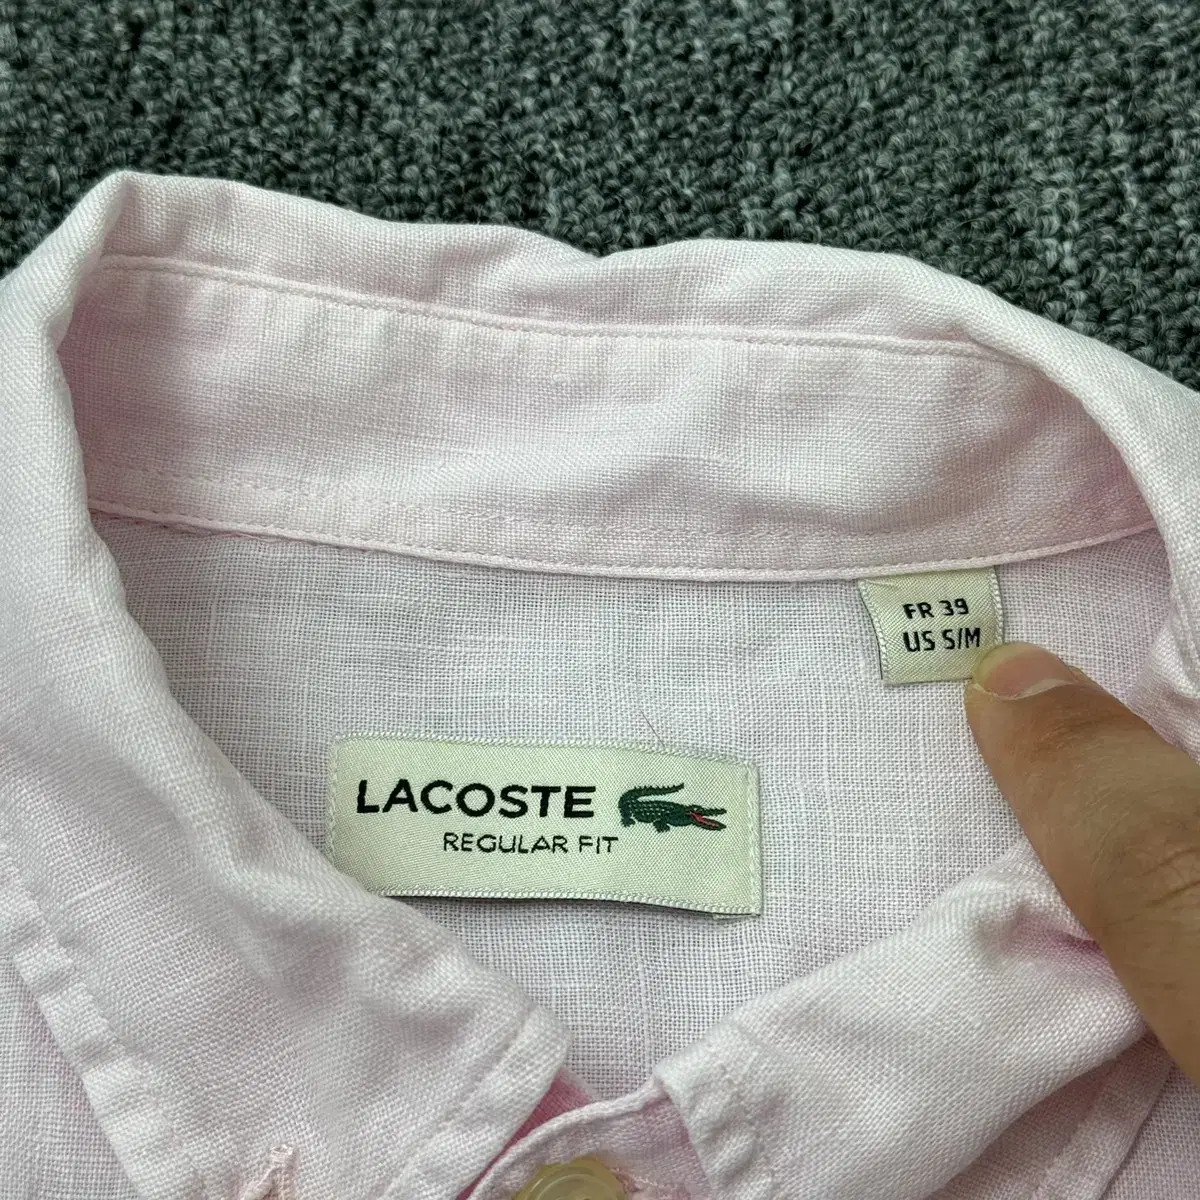 FR 39
US S/M
LACOSTE
REGULAR FIT